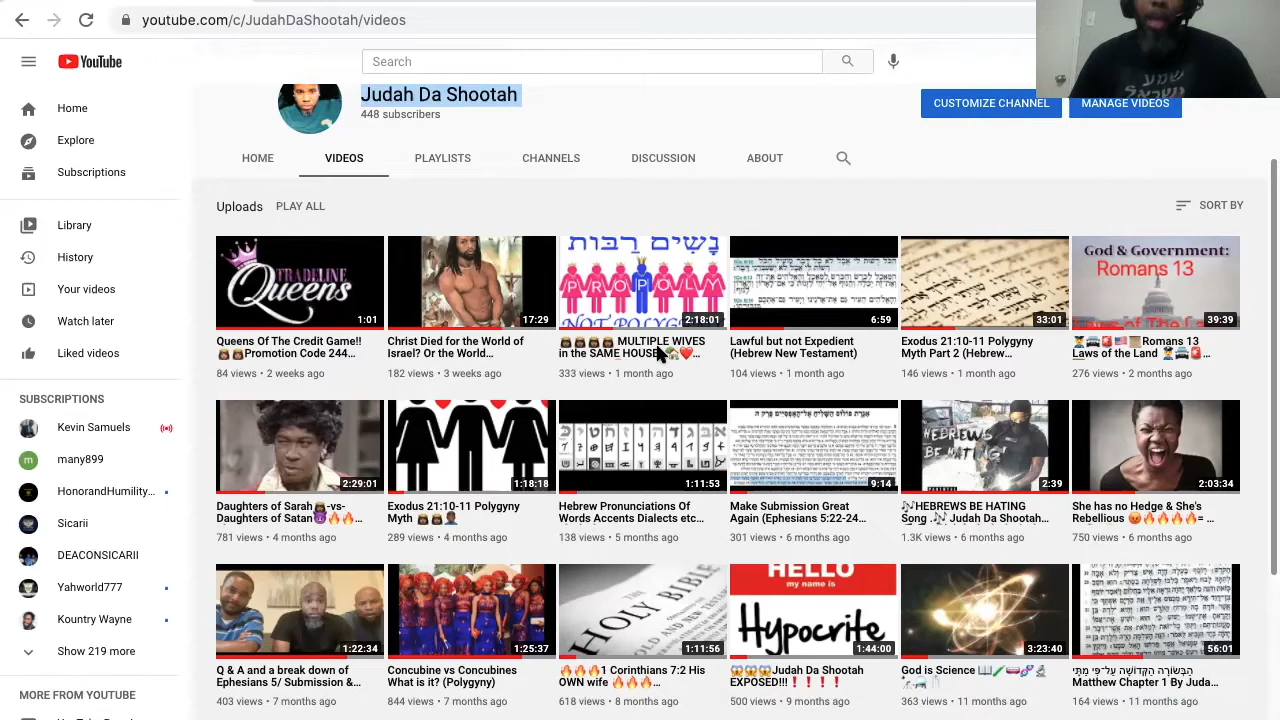 youtube.com/c/JudahDaShootah/videos
YouTube
Search
שמע
ישראל
Judah Da Shootah
448 subscribers
CUSTOMIZE CHANNEL
MANAGE VIDEOS
Home
Explore
Subscriptions
Library
History
Your videos
Watch later
Liked videos
SUBSCRIPTIONS
Kevin Samuels
HonorandHumility...
Sicarii
DEACONSICARII
Yahworld777
Kountry Wayne
Show 219 more
MORE FROM YOUTUBE
HOME
VIDEOS
PLAYLISTS
CHANNELS
DISCUSSION
ABOUT
Uploads
PLAY ALL
SORT BY
TRADELINE
Queens
1:01
17:29
נָשִׁים רַבּוֹת
PROPOLY
NOT POLYG
2:18:01
6:59
33:01
God & Government:
Romans 13
Laws of The Land
39:39
Queens Of The Credit Game!!
👸🏾👸🏾Promotion Code 244...
84 views • 2 weeks ago
Christ Died for the World of
Israel? Or the World...
182 views • 3 weeks ago
MULTIPLE WIVES
in the SAME HOUSE
333 views • 1 month ago
Lawful but not Expedient
(Hebrew New Testament)
104 views • 1 month ago
Exodus 21:10-11 Polygyny
Myth Part 2 (Hebrew...
146 views • 1 month ago
Romans 13
Laws of the Land
276 views • 2 months ago
2:29:01
1:18:18
1:11:53
9:14
HEBREWS
BE HATING!
2:39
2:03:34
Daughters of Sarah -vs-
Daughters of Satan
781 views • 4 months ago
Exodus 21:10-11 Polygyny
Myth
289 views • 4 months ago
Hebrew Pronunciations Of
Words Accents Dialects etc...
138 views • 5 months ago
Make Submission Great
Again (Ephesians 5:22-24...
301 views • 6 months ago
🎶HEBREWS BE HATING
Song 🎶 Judah Da Shootah...
1.3K • 6 months ago
She has no Hedge & She's
Rebellious 😡🔥🔥🔥🔥= ...
750 views • 6 months ago
1:22:34
1:25:37
HOLY BIBLE
1:11:56
HELLO
my name is
Hypocrite
1:44:00
3:23:40
56:01
Q & A and a break down of
Ephesians 5/ Submission &...
403 views • 7 months ago
Wives vs Concubines
What is it? (Polygyny)
844 views • 7 months ago
🔥🔥🔥1 Corinthians 7:2 His
OWN wife 🔥🔥🔥...
618 views • 8 months ago
😱😱😱Judah Da Shootah
EXPOSED!!!❗❗❗❗
500 views • 9 months ago
God is Science
363 views • 11 months ago
Matthew Chapter 1 By Juda...
164 views • 11 months ago